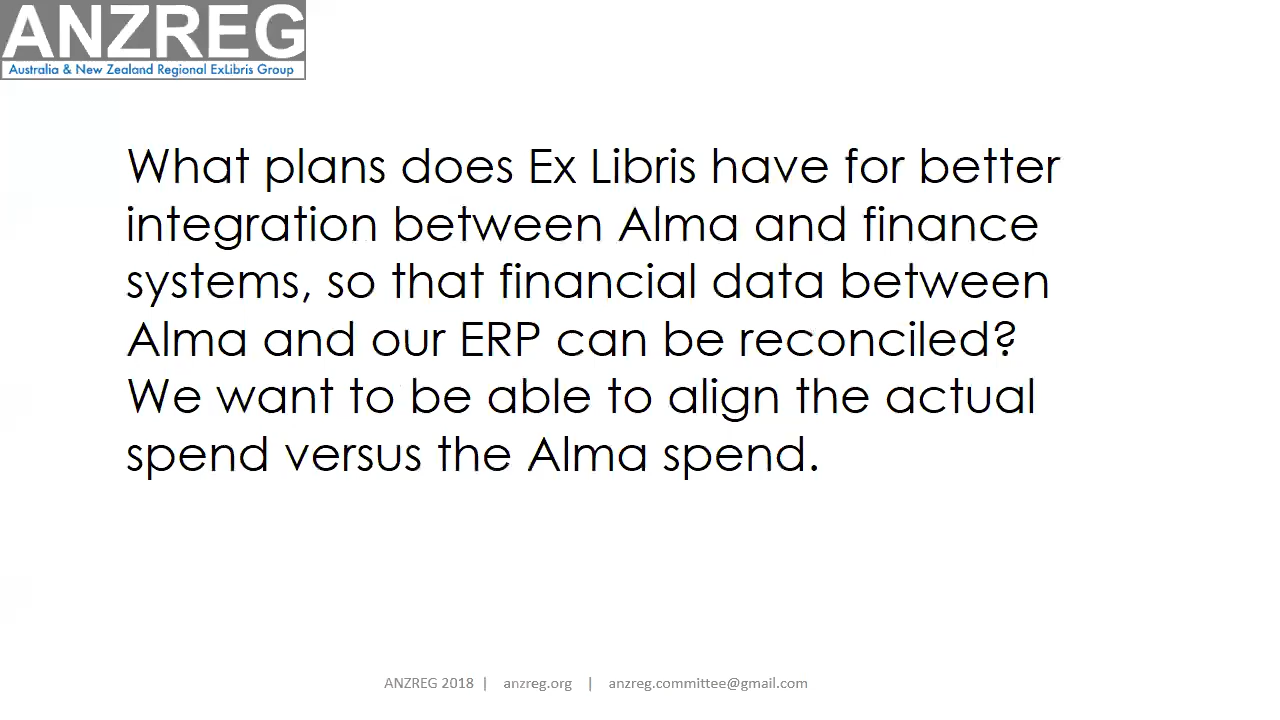 ANZREG
Australia & New Zealand Regional ExLibris Group
What plans does Ex Libris have for better
integration between Alma and finance
systems, so that financial data between
Alma and our ERP can be reconciled?
We want to be able to align the actual
spend versus the Alma spend.
ANZREG 2018 | anzreg.org | anzreg.committee@gmail.com